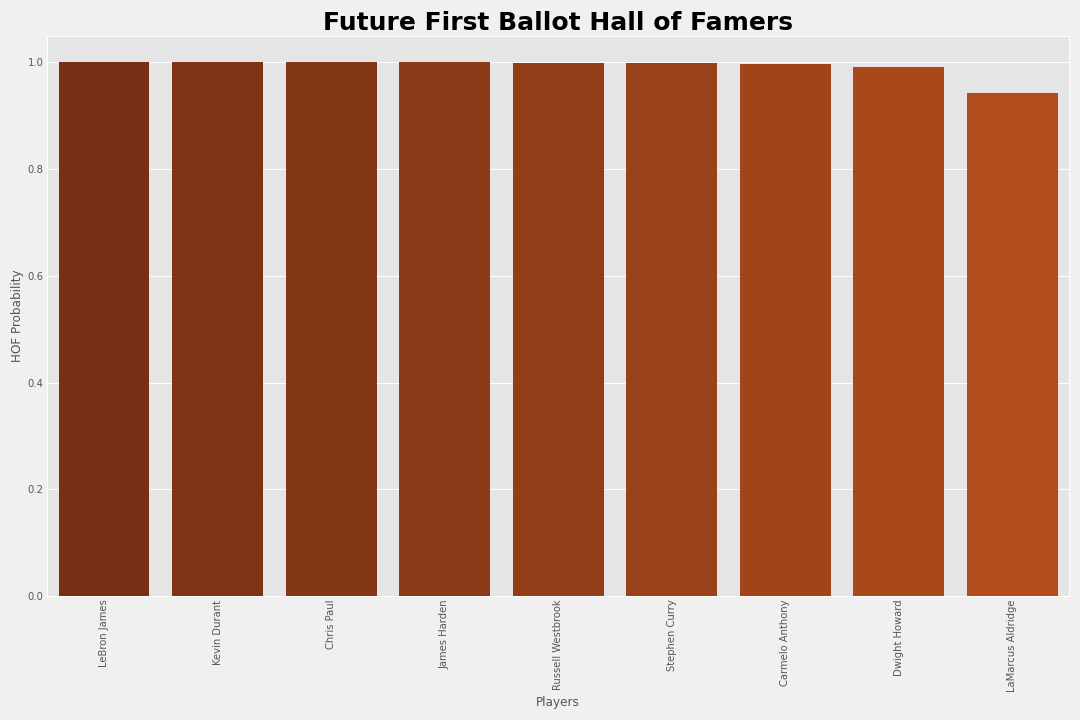 Future First Ballot Hall of Famers
HOF Probability
1.0
0.8
0.6
0.4
0.2
0.0
LeBron James
Kevin Durant
Chris Paul
James Harden
Russell Westbrook
Stephen Curry
Carmelo Anthony
Dwight Howard
LaMarcus Aldridge
Players